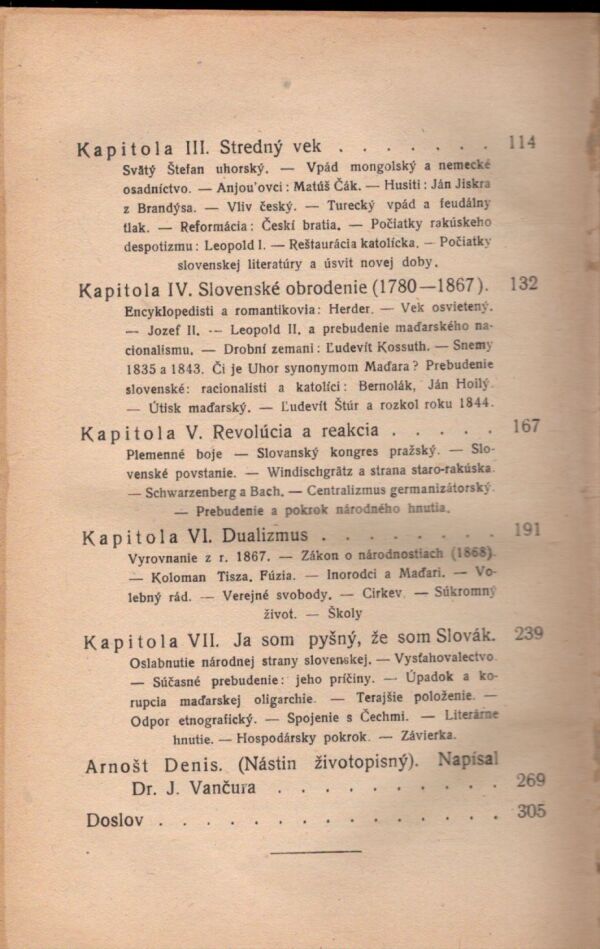 Kapitola III. Stredný vek . . . . . . . 114
Svätý Štefan uhorský. — Vpád mongolský a nemecké
osadníctvo. — Anjou'ovci: Matúš Čák. — Husiti: Ján Jiskra
z Brandýsa. — Vliv český. — Turecký vpád a feudálny
tlak. — Reformácia: Českí bratia. — Počiatky rakúskeho
despotizmu: Leopold I. — Reštaurácia katolícka. — Počiatky
slovenskej literatúry a úsvit novej doby.
Kapitola IV. Slovenské obrodenie (1780—1867). 132
Encyklopedisti a romantikovia: Herder. — Vek osvietený.
— Jozef II. — Leopold II. a prebudenie maďarského na-
cionalismu. — Drobní zemani: Ľudevít Kossuth. — Snemy
1835 a 1843. Či je Uhor synonymom Maďara? Prebudenie
slovenské: racionalisti a katolíci: Bernolák, Ján Hollý.
— Útisk maďarský. — Ľudevít Štúr a rozkol roku 1844.
Kapitola V. Revolúcia a reakcia . . . . . 167
Plemenné boje — Slovanský kongres pražský. — Slo-
venské povstanie. — Windischgrätz a strana staro-rakúska.
— Schwarzenberg a Bach. — Centralizmus germanizátorský.
— Prebudenie a pokrok národného hnutia.
Kapitola VI. Dualizmus . . . . . . . . 191
Vyrovnanie z r. 1867. — Zákon o národnostiach (1868).
— Koloman Tisza. Fúzia. — Inorodci a Maďari. — Vo-
lebný rád. — Verejné svobody. — Cirkev. — Súkromný
život. — Školy
Kapitola VII. Ja som pyšný, že som Slovák. 239
Oslabnutie národnej strany slovenskej. — Vysťahovalectvo.
— Súčasné prebudenie: jeho príčiny. — Úpadok a ko-
rupcia maďarskej oligarchie. — Terajšie položenie. —
Odpor etnografický. — Spojenie s Čechmi. — Literárne
hnutie. — Hospodársky pokrok. — Závierka.
Arnošt Denis. (Nástin životopisný). Napísal
Dr. J. Vančura . . . . . . . . . . 269
Doslov . . . . . . . . . . . . . . 305